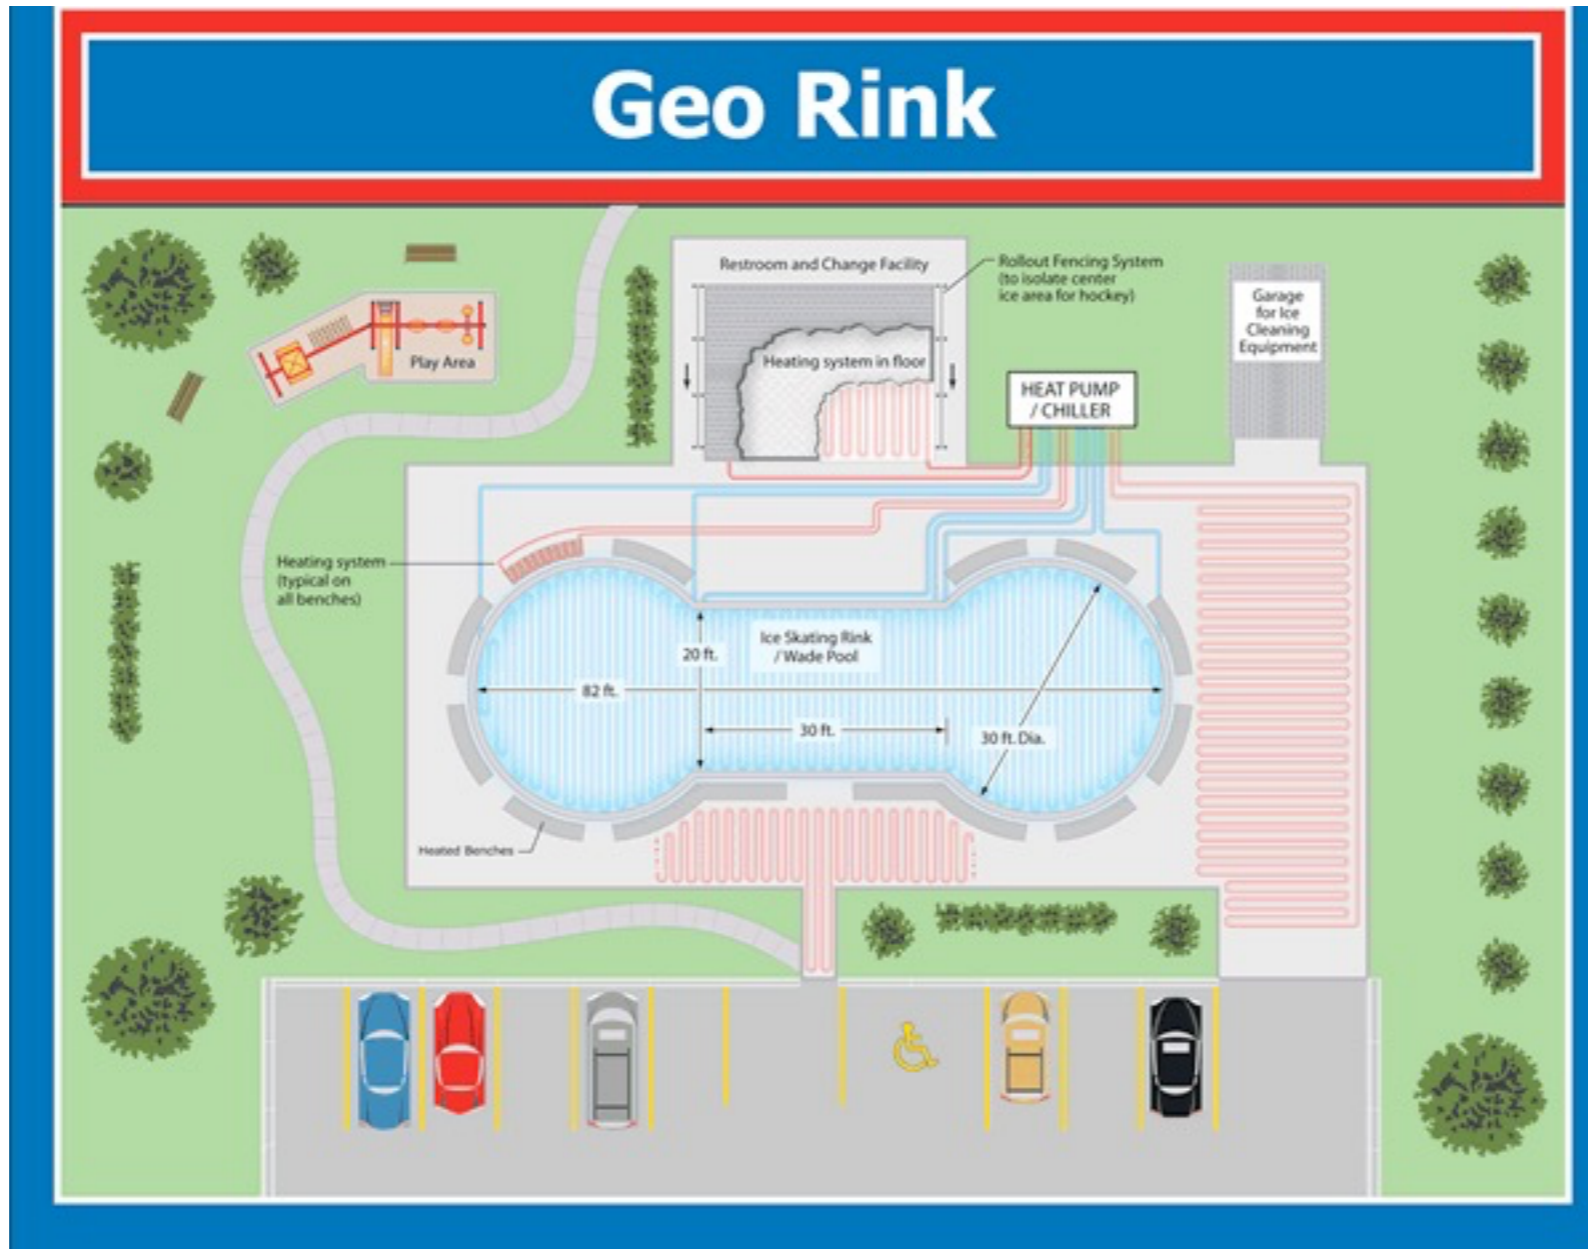 Geo Rink
Restroom and Change Facility
Rollout Fencing System
(to isolate center
ice area for hockey)
Garage
for Ice
Cleaning
Equipment
Play Area
Heating system in floor
HEAT PUMP
/ CHILLER
Heating system
(typical on
all benches)
Ice Skating Rink
/ Wade Pool
20 ft.
82 ft.
30 ft.
30 ft. Dia.
Heated Benches